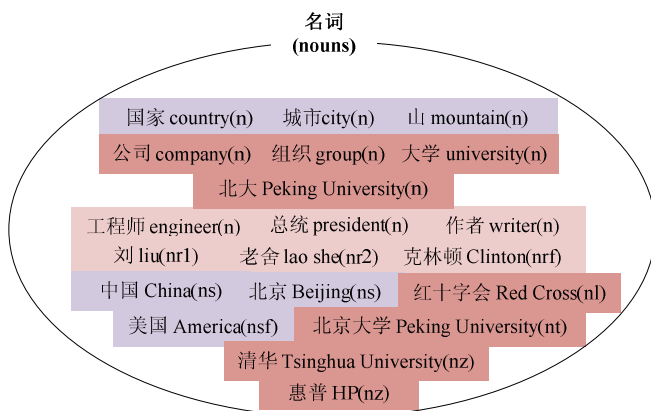 名词
(nouns)
国家 country(n) 城市city(n) 山 mountain(n)
公司 company(n) 组织 group(n) 大学 university(n)
北大 Peking University(n)
工程师 engineer(n) 总统 president(n) 作者 writer(n)
刘 liu(nr1) 老舍 lao she(nr2) 克林顿 Clinton(nrf)
中国 China(ns) 北京 Beijing(ns) 红十字会 Red Cross(nl)
美国 America(nsf) 北京大学 Peking University(nt)
清华 Tsinghua University(nz)
惠普 HP(nz)